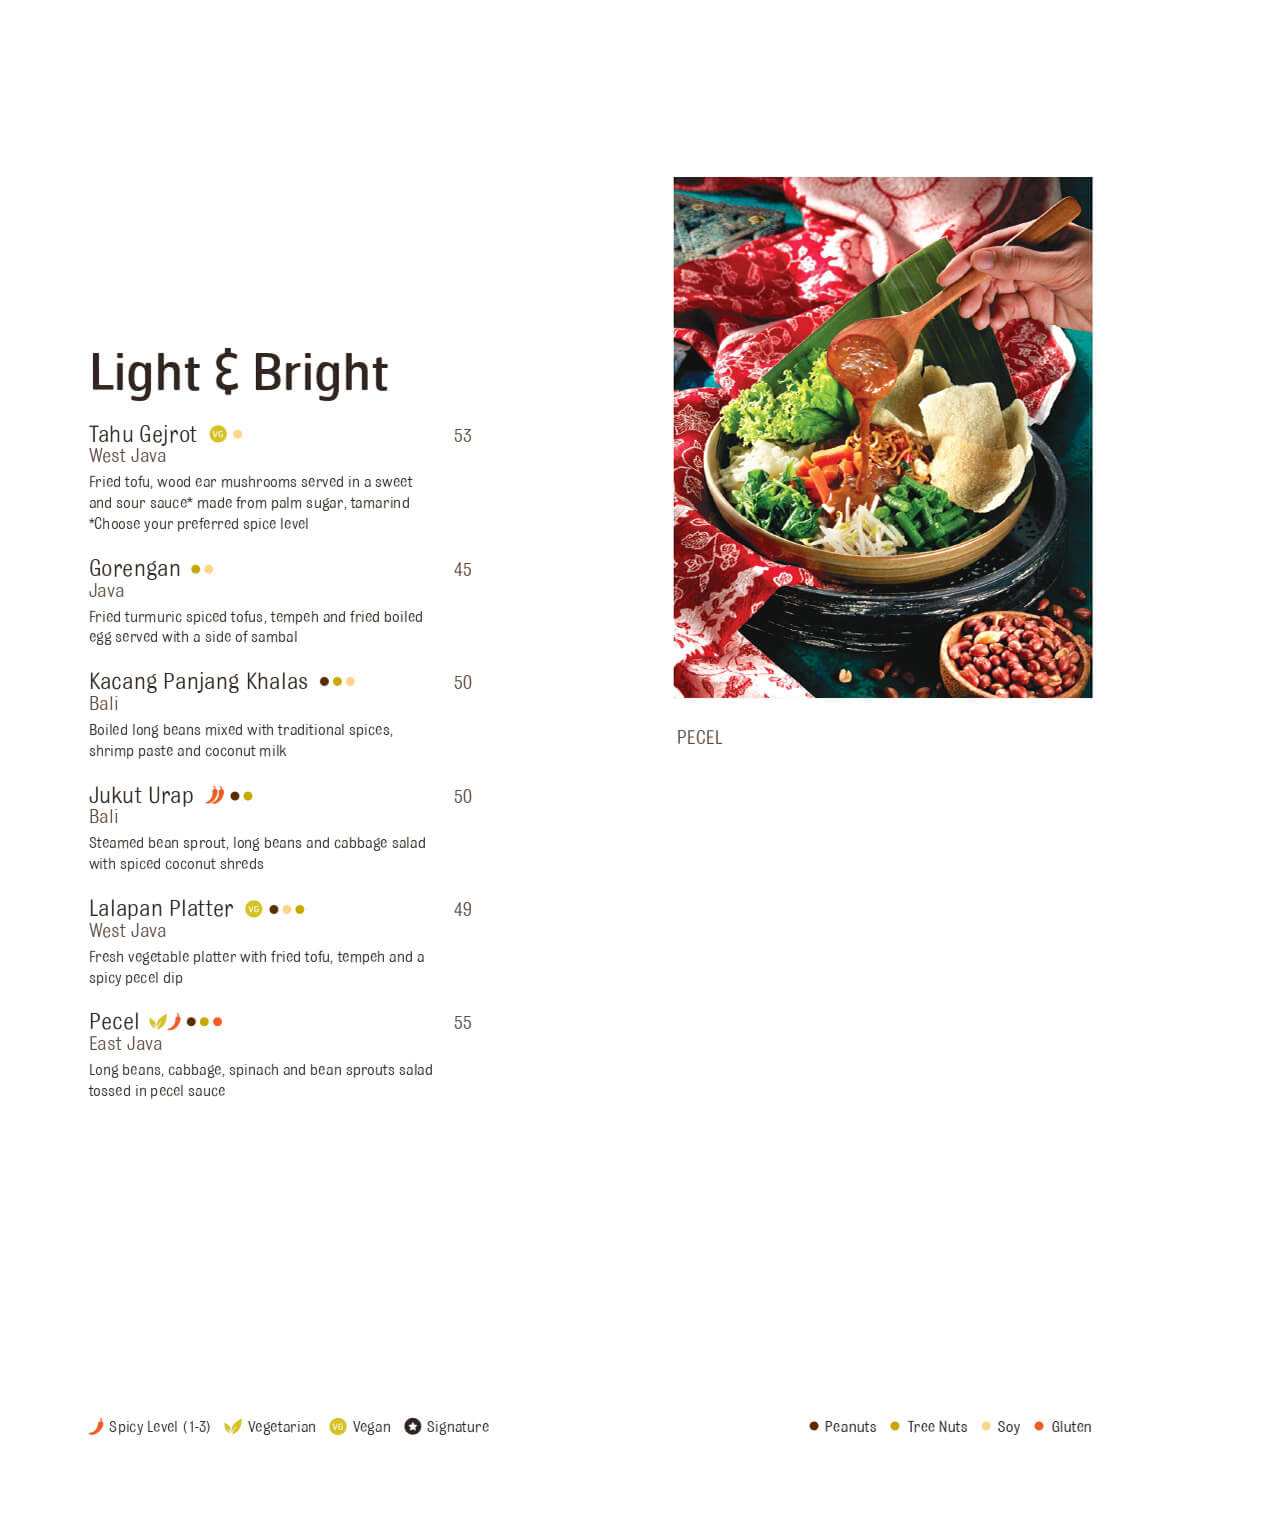 Light & Bright
Tahu Gejrot VG 53
West Java
Fried tofu, wood ear mushrooms served in a sweet
and sour sauce* made from palm sugar, tamarind
*Choose your preferred spice level
Gorengan 45
Java
Fried turmuric spiced tofus, tempeh and fried boiled
egg served with a side of sambal
Kacang Panjang Khalas 50
Bali
Boiled long beans mixed with traditional spices,
shrimp paste and coconut milk
Jukut Urap 50
Bali
Steamed bean sprout, long beans and cabbage salad
with spiced coconut shreds
Lalapan Platter VG 49
West Java
Fresh vegetable platter with fried tofu, tempeh and a
spicy pecel dip
Pecel 55
East Java
Long beans, cabbage, spinach and bean sprouts salad
tossed in pecel sauce
PECEL
Spicy Level (1-3) Vegetarian VG Vegan Signature Peanuts Tree Nuts Soy Gluten